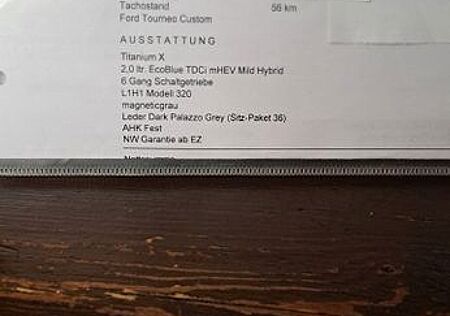 Tachostand 56 km
Ford Tourneo Custom
AUSSTATTUNG
Titanium X
2,0 ltr. EcoBlue TDCi mHEV Mild Hybrid
6 Gang Schaltgetriebe
L1H1 Modell 320
magneticgrau
Leder Dark Palazzo Grey (Sitz-Paket 36)
AHK Fest
NW Garantie ab EZ